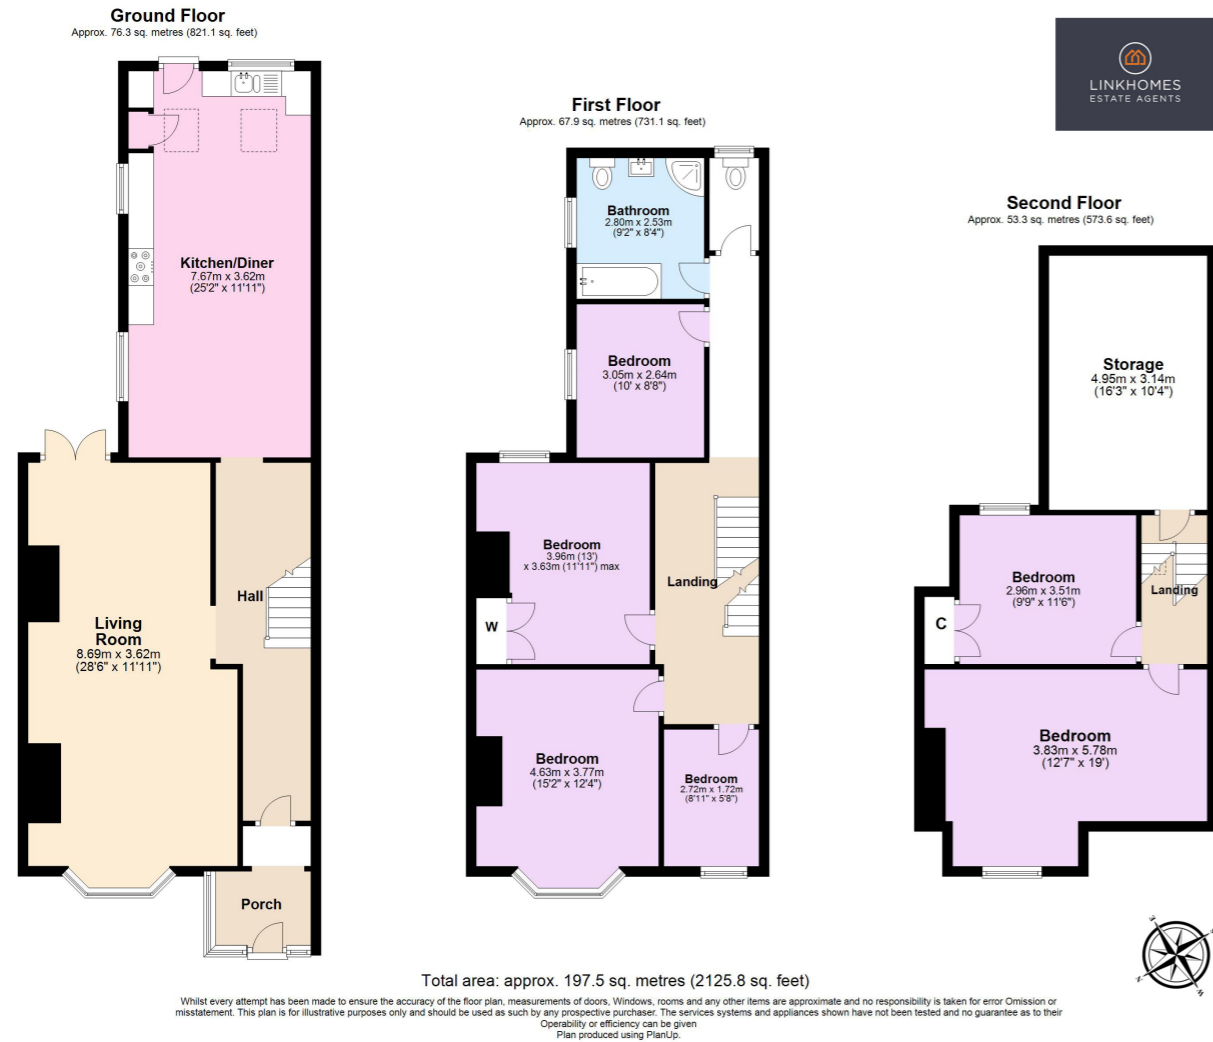 Ground Floor
Approx. 76.3 sq. metres (821.1 sq. feet)
Kitchen/Diner
7.67m x 3.62m
(25'2" x 11'11")
Living
Room
8.69m x 3.62m
(28'6" x 11'11")
Hall
Porch
First Floor
Approx. 67.9 sq. metres (731.1 sq. feet)
Bathroom
2.80m x 2.53m
(9'2" x 8'4")
Bedroom
3.05m x 2.64m
(10' x 8'8")
Bedroom
3.96m (13')
x 3.63m (11'11") max
W
Landing
Bedroom
4.63m x 3.77m
(15'2" x 12'4")
Bedroom
2.72m x 1.72m
(8'11" x 5'8")
LINKHOMES
ESTATE AGENTS
Second Floor
Approx. 53.3 sq. metres (573.6 sq. feet)
Storage
4.95m x 3.14m
(16'3" x 10'4")
Bedroom
2.96m x 3.51m
(9'9" x 11'6")
C
Landing
Bedroom
3.83m x 5.78m
(12'7" x 19')
E
N
W
Total area: approx. 197.5 sq. metres (2125.8 sq. feet)
Whilst every attempt has been made to ensure the accuracy of the floor plan, measurements of doors, Windows, rooms and any other items are approximate and no responsibility is taken for error Omission or
misstatement. This plan is for illustrative purposes only and should be used as such by any prospective purchaser. The services systems and appliances shown have not been tested and no guarantee as to their
Operability or efficiency can be given
Plan produced using PlanUp.